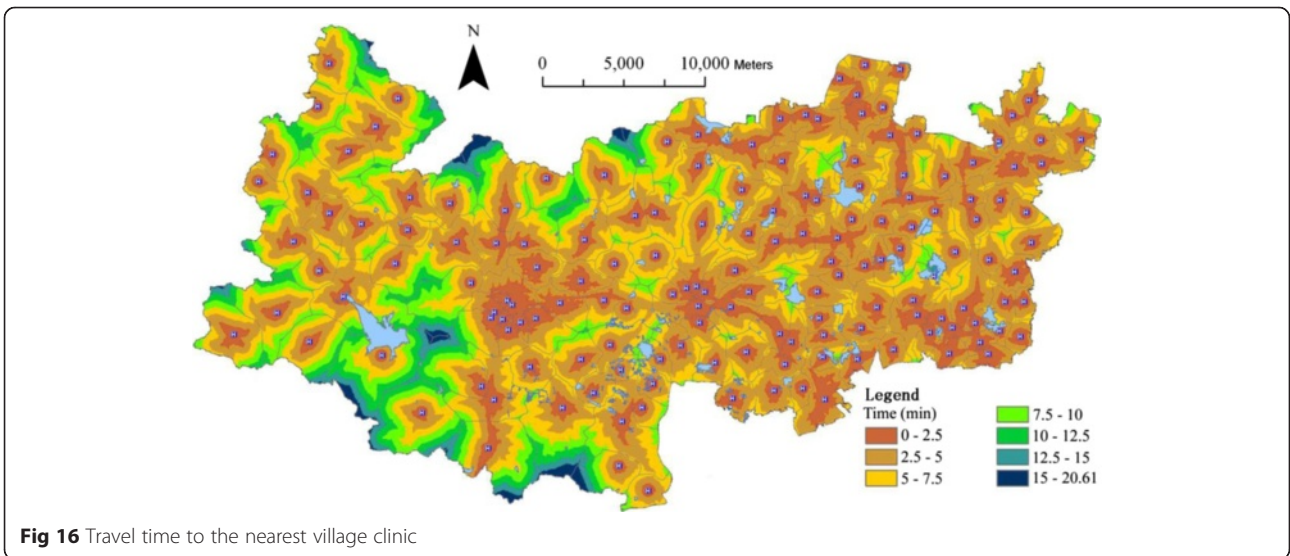 N
0 5,000 10,000 Meters
Legend
Time (min)
0 - 2.5
2.5 - 5
5 - 7.5
7.5 - 10
10 - 12.5
12.5 - 15
15 - 20.61
Fig 16 Travel time to the nearest village clinic